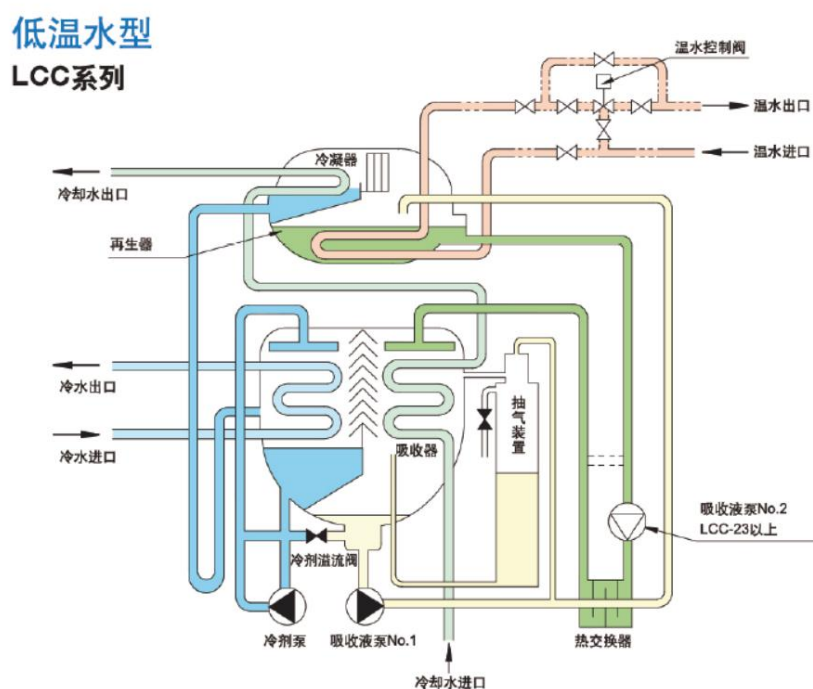 低温水型
LCC系列
温水控制阀
温水出口
温水进口
冷凝器
冷却水出口
再生器
冷水出口
冷水进口
抽气装置
吸收器
吸收液泵No.2
LCC-23以上
冷剂溢流阀
冷剂泵
吸收液泵No.1
热交换器
冷却水进口